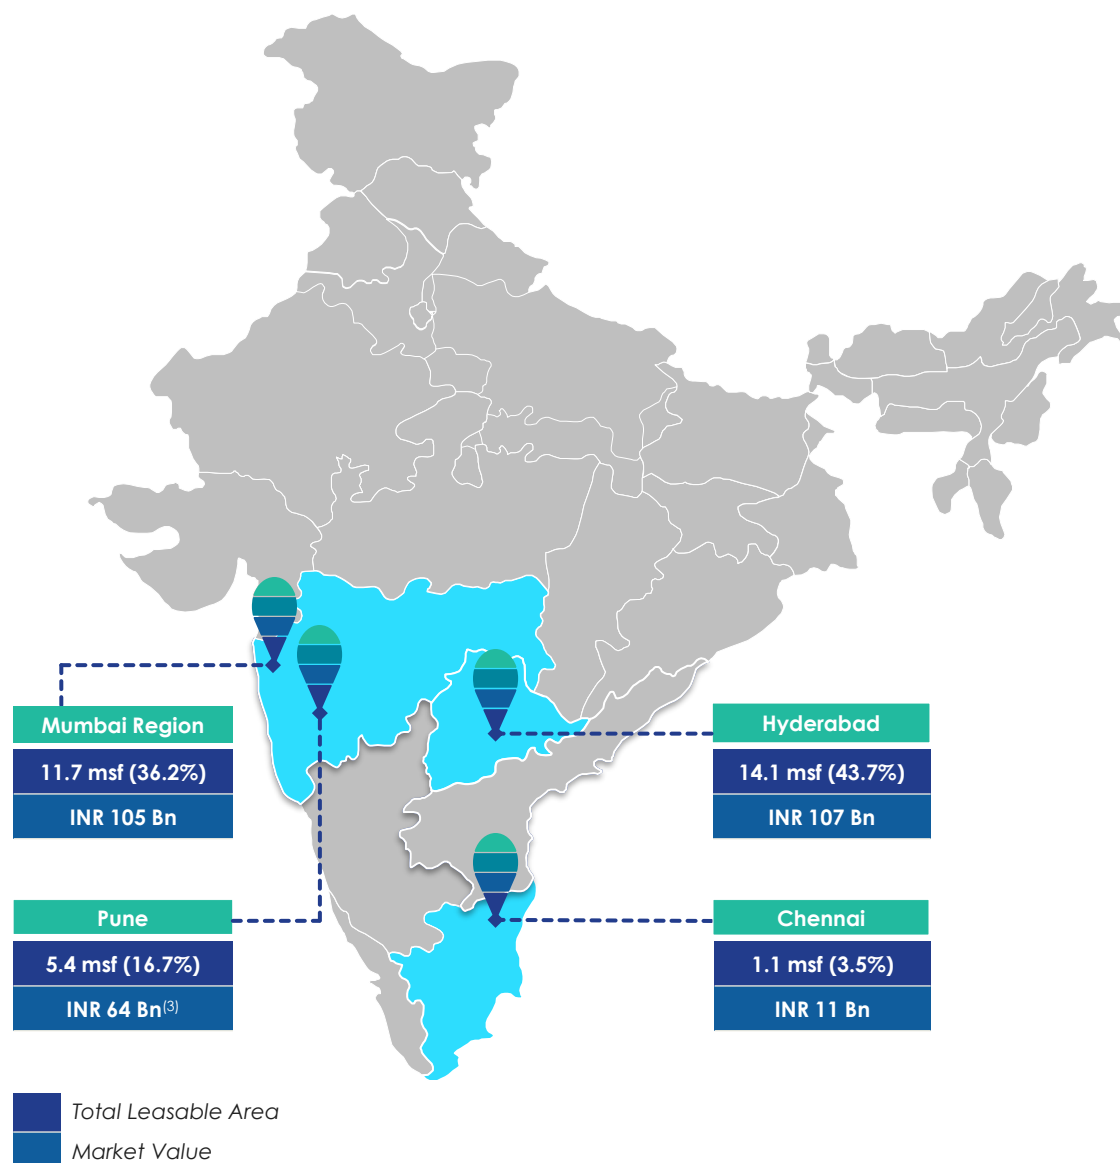 Mumbai Region
11.7 msf (36.2%)
INR 105 Bn
Hyderabad
14.1 msf (43.7%)
INR 107 Bn
Pune
5.4 msf (16.7%)
INR 64 Bn(3)
Chennai
1.1 msf (3.5%)
INR 11 Bn
Total Leasable Area
Market Value